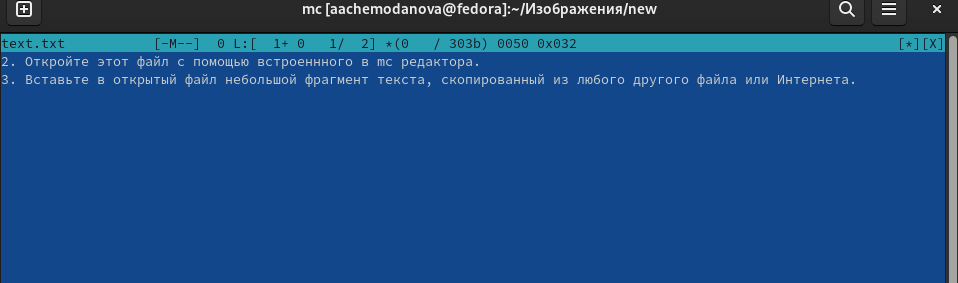 mc [aachemodanova@fedora]:~/Изображения/new
text.txt [-M--] 0 L:[ 1+ 0 1/ 2] *(0 / 303b) 0050 0x032 [*][X]
2. Откройте этот файл с помощью встроеннного в mc редактора.
3. Вставьте в открытый файл небольшой фрагмент текста, скопированный из любого другого файла или Интернета.